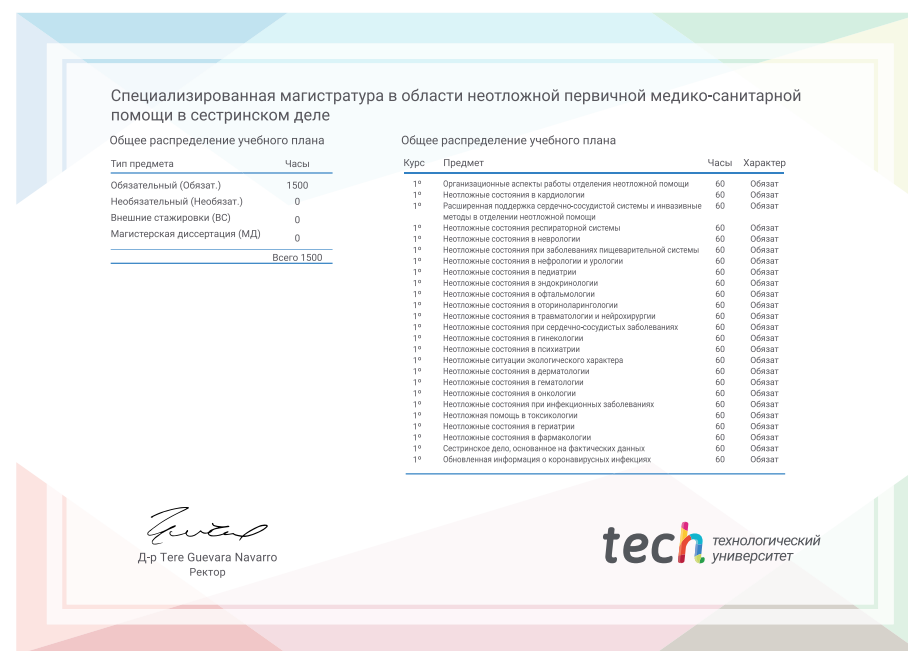 Специализированная магистратура в области неотложной первичной медико-санитарной
помощи в сестринском деле
Общее распределение учебного плана
Тип предмета Часы
Обязательный (Обязат.) 1500
Необязательный (Необязат.) 0
Внешние стажировки (ВС) 0
Магистерская диссертация (МД) 0
Всего 1500
Общее распределение учебного плана
Курс Предмет Часы Характер
1º Организационные аспекты работы отделения неотложной помощи 60 Обязат
1º Неотложные состояния в кардиологии 60 Обязат
1º Расширенная поддержка сердечно-сосудистой системы и инвазивные 60 Обязат
методы в отделении неотложной помощи
1º Неотложные состояния респираторной системы 60 Обязат
1º Неотложные состояния в неврологии 60 Обязат
1º Неотложные состояния при заболеваниях пищеварительной системы 60 Обязат
1º Неотложные состояния в нефрологии и урологии 60 Обязат
1º Неотложные состояния в педиатрии 60 Обязат
1º Неотложные состояния в эндокринологии 60 Обязат
1º Неотложные состояния в офтальмологии 60 Обязат
1º Неотложные состояния в оториноларингологии 60 Обязат
1º Неотложные состояния в травматологии и нейрохирургии 60 Обязат
1º Неотложные состояния при сердечно-сосудистых заболеваниях 60 Обязат
1º Неотложные состояния в гинекологии 60 Обязат
1º Неотложные состояния в психиатрии 60 Обязат
1º Неотложные ситуации экологического характера 60 Обязат
1º Неотложные состояния в дерматологии 60 Обязат
1º Неотложные состояния в гематологии 60 Обязат
1º Неотложные состояния в онкологии 60 Обязат
1º Неотложные состояния при инфекционных заболеваниях 60 Обязат
1º Неотложная помощь в токсикологии 60 Обязат
1º Неотложные состояния в гериатрии 60 Обязат
1º Неотложные состояния в фармакологии 60 Обязат
1º Сестринское дело, основанное на фактических данных 60 Обязат
1º Обновленная информация о коронавирусных инфекциях 60 Обязат
Д-р Tere Guevara Navarro
Ректор
tech технологический
университет